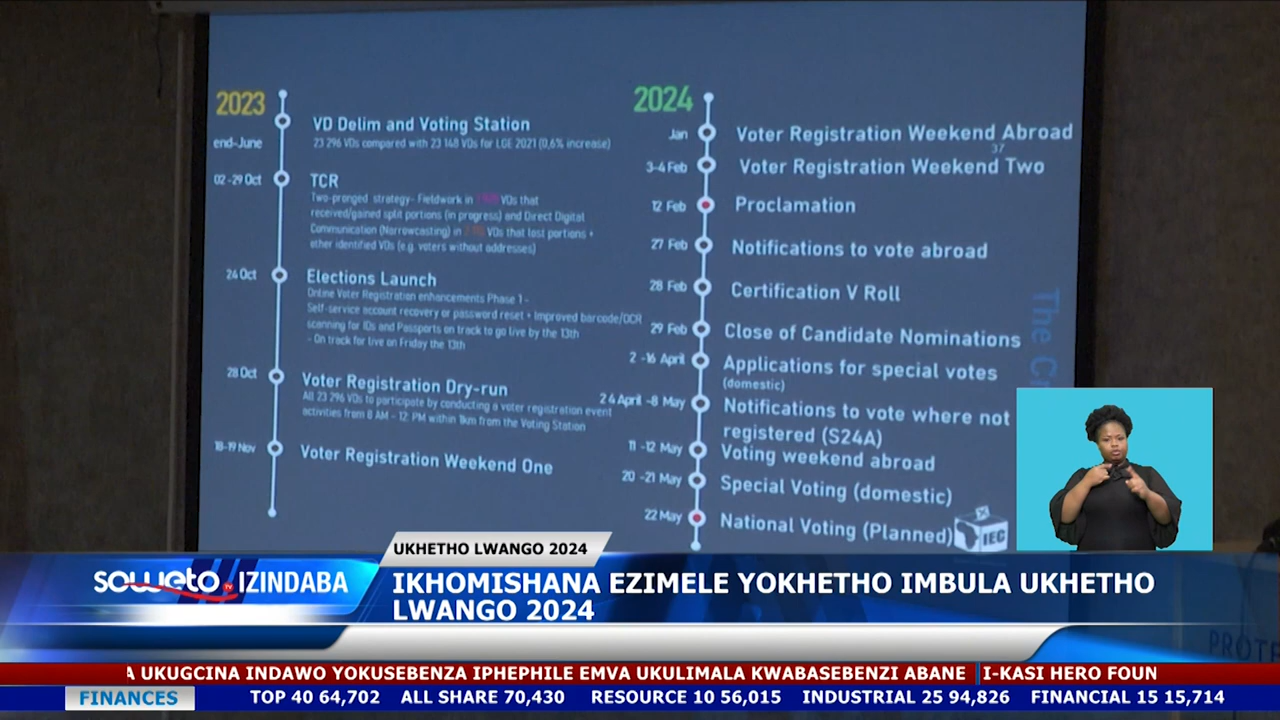 2023
end-June
VD Delim and Voting Station
23 296 VDs compared with 23 148 VDs for LGE 2021 (0,6% increase)
02 -29 Oct
TCR
Two-pronged strategy- Fieldwork in VDs that
received/gained split portions (in progress) and Direct Digital
Communication (Narrowcasting) in VDs that lost portions +
other identified VDs (e.g. voters without addresses)
24 Oct
Elections Launch
Online Voter Registration enhancements Phase 1 -
Self-service account recovery or password reset + Improved barcode/OCR
scanning for IDs and Passports on track to go live by the 13th
- On track for live on Friday the 13th
28 Oct
Voter Registration Dry-run
All 23 296 VDs to participate by conducting a voter registration event
activities from 8 AM - 12: PM within 1km from the Voting Station
18-19 Nov
Voter Registration Weekend One
2024
Jan
Voter Registration Weekend Abroad
37
3-4 Feb
Voter Registration Weekend Two
12 Feb
Proclamation
27 Feb
Notifications to vote abroad
28 Feb
Certification V Roll
29 Feb
Close of Candidate Nominations
2 -16 April
Applications for special votes
(domestic)
24 April -8 May
Notifications to vote where not
registered (S24A)
11 -12 May
Voting weekend abroad
20 -21 May
Special Voting (domestic)
22 May
National Voting (Planned)
IEC
The
UKHETHO LWANGO 2024
soweto TV IZINDABA
IKHOMISHANA EZIMELE YOKHETHO IMBULA UKHETHO
LWANGO 2024
UKUGCINA INDAWO YOKUSEBENZA IPHEPHILE EMVA UKULIMALA KWABASEBENZI ABANE I-KASI HERO FOUN
FINANCES TOP 40 64,702 ALL SHARE 70,430 RESOURCE 10 56,015 INDUSTRIAL 25 94,826 FINANCIAL 15 15,714